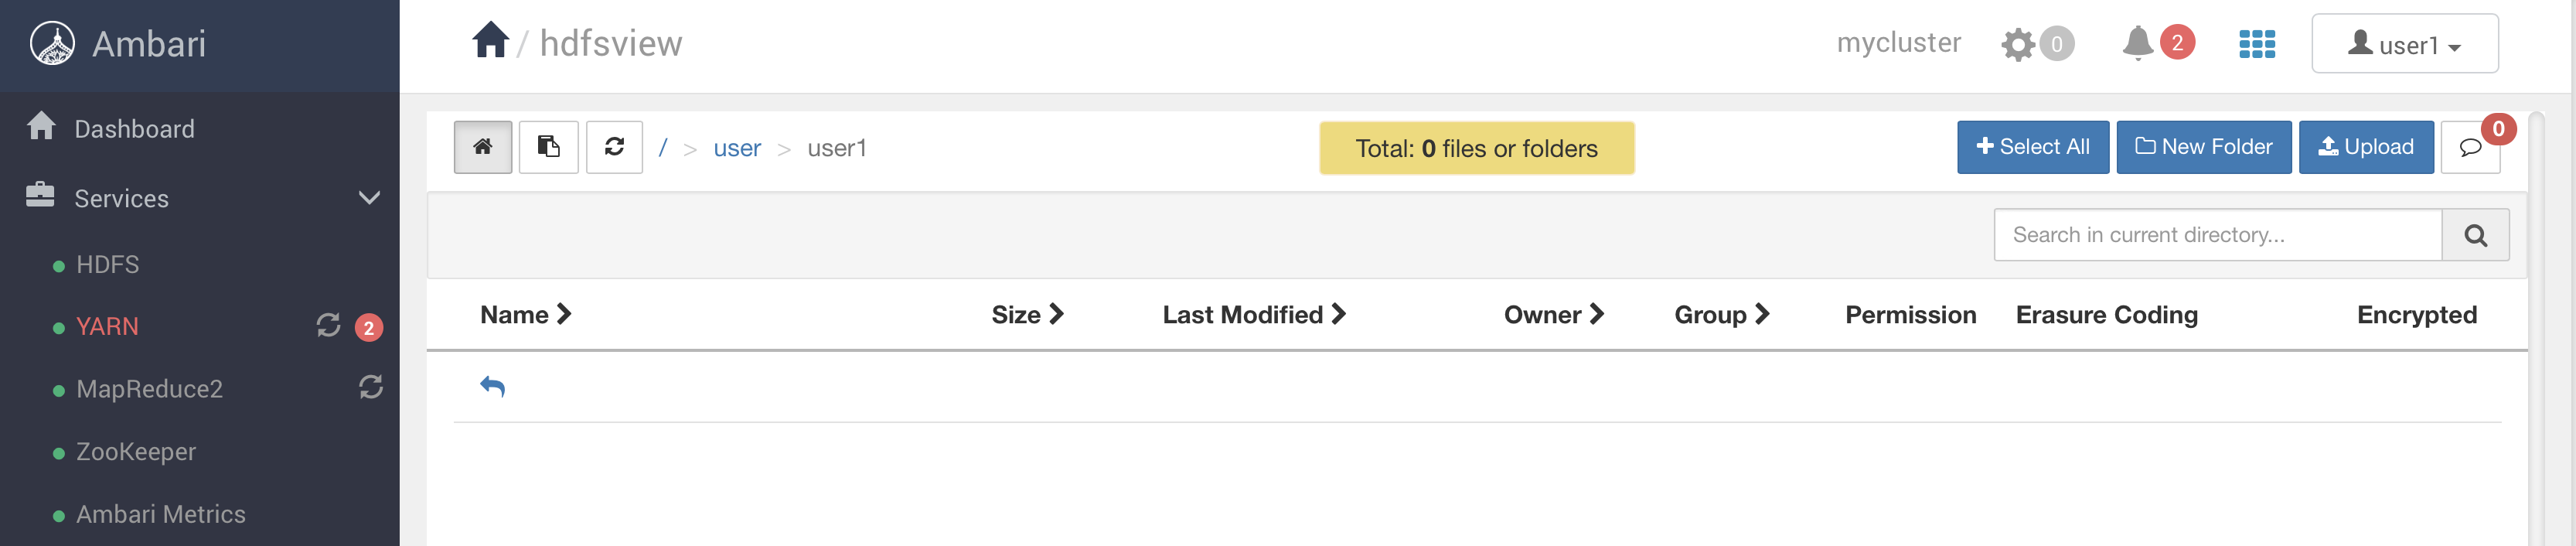 Ambari
/ hdfsview
mycluster 0 2 user1
Dashboard
Services
HDFS
YARN 2
MapReduce2
ZooKeeper
Ambari Metrics
/ > user > user1
Total: 0 files or folders
Select All New Folder Upload 0
Search in current directory...
Name Size Last Modified Owner Group Permission Erasure Coding Encrypted